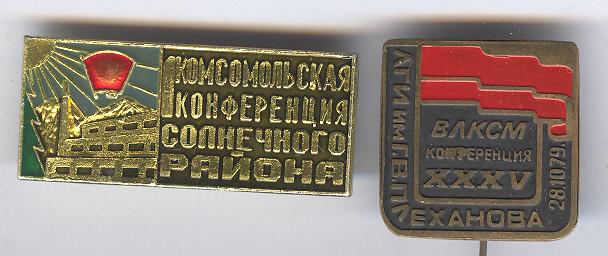 I КОМСОМОЛЬСКАЯ
КОНФЕРЕНЦИЯ
СОЛНЕЧНОГО
РАЙОНА
ВЛКСМ
КОНФЕРЕНЦИЯ
XXXV
ЛГИ ИМ Г.В.ПЛЕХАНОВА
28.10.79.